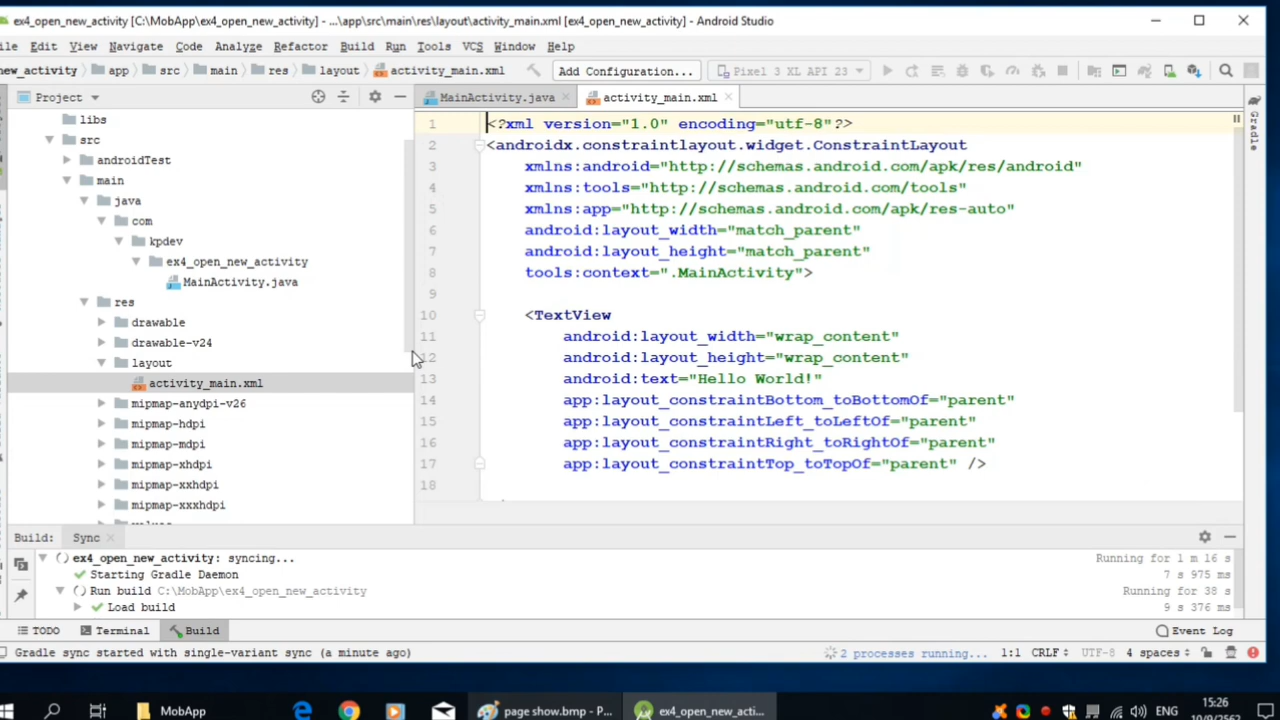 ex4_open_new_activity [C:\MobApp\ex4_open_new_activity] - ...\app\src\main\res\layout\activity_main.xml [ex4_open_new_activity] - Android Studio
ile Edit View Navigate Code Analyze Refactor Build Run Tools VCS Window Help
new_activity app src main res layout activity_main.xml Add Configuration... Pixel 3 XL API 23
Project MainActivity.java activity_main.xml
libs
src
androidTest
main
java
com
kpdev
ex4_open_new_activity
MainActivity.java
res
drawable
drawable-v24
layout
activity_main.xml
mipmap-anydpi-v26
mipmap-hdpi
mipmap-mdpi
mipmap-xhdpi
mipmap-xxhdpi
mipmap-xxxhdpi
1 <?xml version="1.0" encoding="utf-8"?>
2 <androidx.constraintlayout.widget.ConstraintLayout
3 xmlns:android="http://schemas.android.com/apk/res/android"
4 xmlns:tools="http://schemas.android.com/tools"
5 xmlns:app="http://schemas.android.com/apk/res-auto"
6 android:layout_width="match_parent"
7 android:layout_height="match_parent"
8 tools:context=".MainActivity">
9
10 <TextView
11 android:layout_width="wrap_content"
12 android:layout_height="wrap_content"
13 android:text="Hello World!"
14 app:layout_constraintBottom_toBottomOf="parent"
15 app:layout_constraintLeft_toLeftOf="parent"
16 app:layout_constraintRight_toRightOf="parent"
17 app:layout_constraintTop_toTopOf="parent" />
18
Gradle
Build: Sync
ex4_open_new_activity: syncing... Running for 1 m 16 s
Starting Gradle Daemon 7 s 975 ms
Run build C:\MobApp\ex4_open_new_activity Running for 38 s
Load build 9 s 376 ms
TODO Terminal Build Event Log
Gradle sync started with single-variant sync (a minute ago) 2 processes running... 1:1 CRLF UTF-8 4 spaces
MobApp page show.bmp - P... ex4_open_new_acti... ENG 15:26